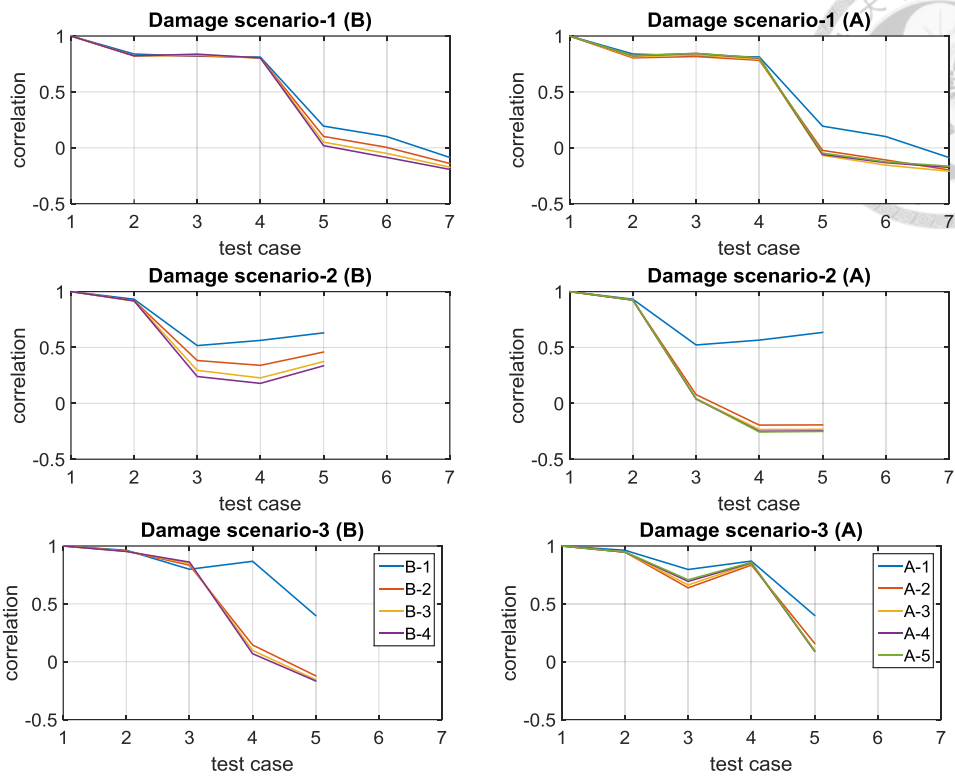 Damage scenario-1 (B)
1
0.5
0
-0.5
correlation
1 2 3 4 5 6 7
test case
Damage scenario-1 (A)
1
0.5
0
-0.5
correlation
1 2 3 4 5 6 7
test case
Damage scenario-2 (B)
1
0.5
0
-0.5
correlation
1 2 3 4 5 6 7
test case
Damage scenario-2 (A)
1
0.5
0
-0.5
correlation
1 2 3 4 5 6 7
test case
Damage scenario-3 (B)
1
0.5
0
-0.5
correlation
B-1
B-2
B-3
B-4
1 2 3 4 5 6 7
test case
Damage scenario-3 (A)
1
0.5
0
-0.5
correlation
A-1
A-2
A-3
A-4
A-5
1 2 3 4 5 6 7
test case